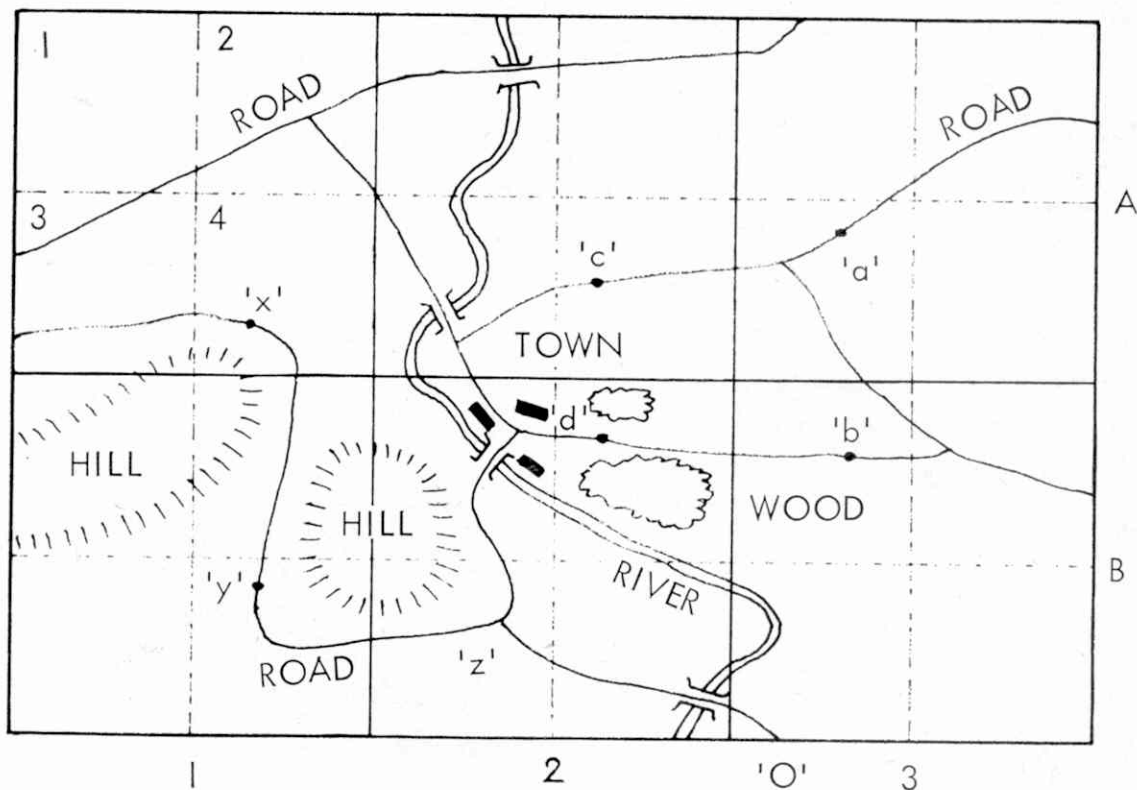 1
2
ROAD
ROAD
3
4
A
'c'
'a'
'x'
TOWN
'd'
'b'
HILL
HILL
WOOD
'y'
RIVER
B
ROAD
'z'
1
2
'O'
3